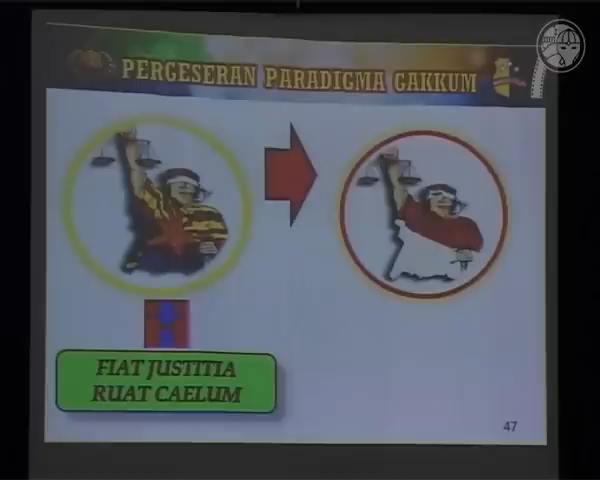 PERGESERAN PARADIGMA GAKKUM
FIAT JUSTITIA
RUAT CAELUM
47